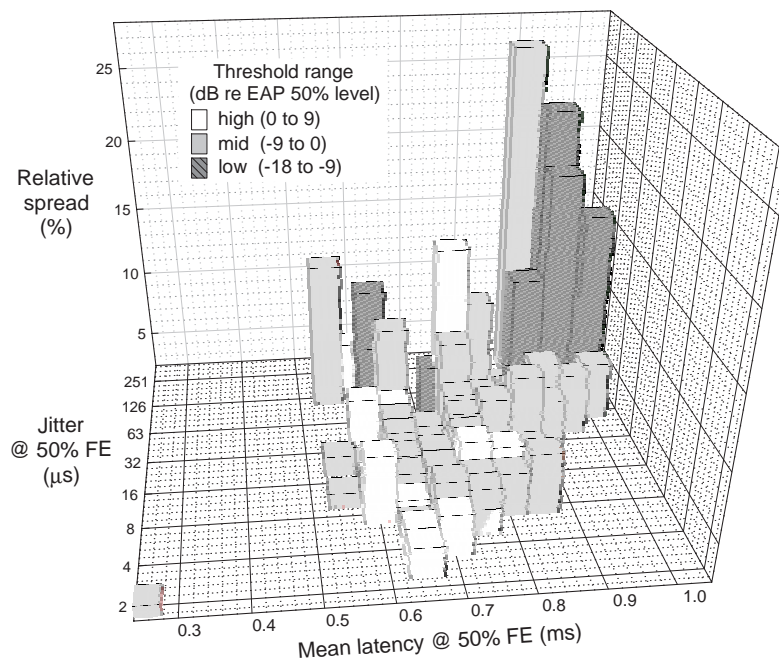 Threshold range
(dB re EAP 50% level)
high (0 to 9)
mid (-9 to 0)
low (-18 to -9)
Relative
spread
(%)
25
20
15
10
5
Jitter
@ 50% FE
(µs)
251
126
63
32
16
8
4
2
0.3
0.4
0.5
0.6
0.7
0.8
0.9
1.0
Mean latency @ 50% FE (ms)